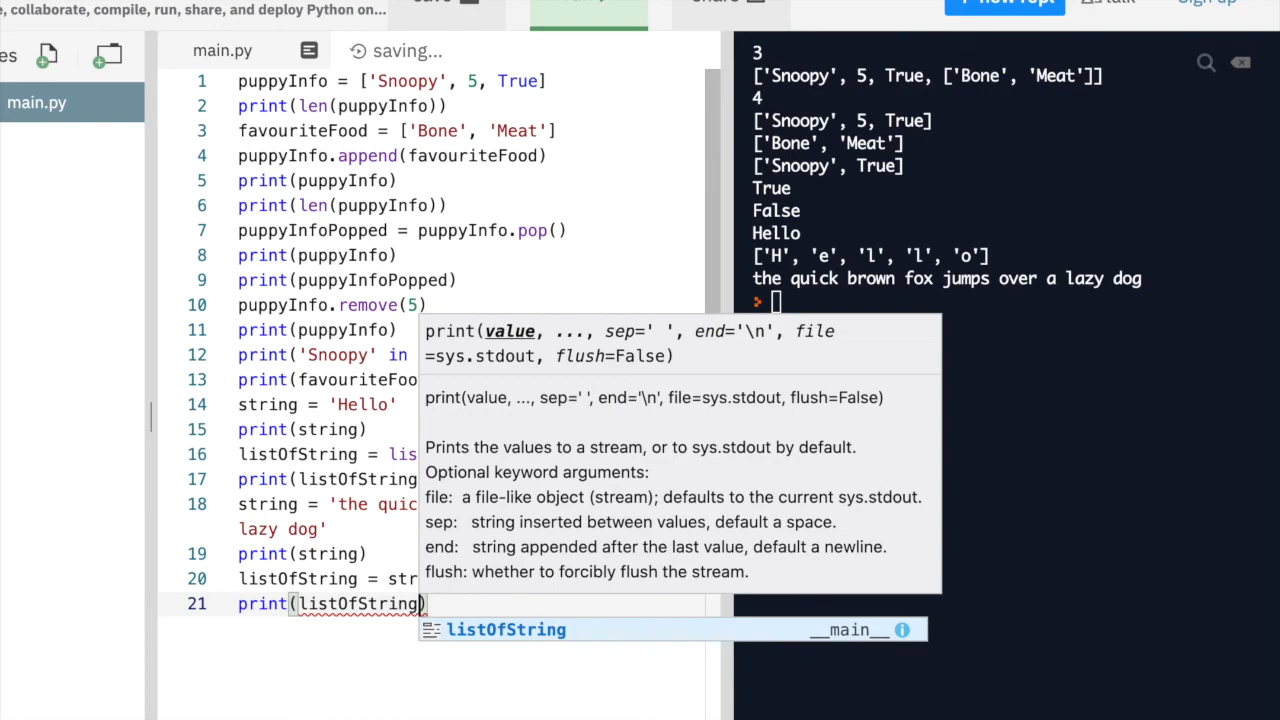 , collaborate, compile, run, share, and deploy Python on...
new repl
talk
Sign up
es
main.py
saving...
main.py
1 puppyInfo = ['Snoopy', 5, True]
2 print(len(puppyInfo))
3 favouriteFood = ['Bone', 'Meat']
4 puppyInfo.append(favouriteFood)
5 print(puppyInfo)
6 print(len(puppyInfo))
7 puppyInfoPopped = puppyInfo.pop()
8 print(puppyInfo)
9 print(puppyInfoPopped)
10 puppyInfo.remove(5)
11 print(puppyInfo)
12 print('Snoopy' in
13 print(favouriteFoo
14 string = 'Hello'
15 print(string)
16 listOfString = lis
17 print(listOfString
18 string = 'the quic
lazy dog'
19 print(string)
20 listOfString = str
21 print(listOfString)
print(value, ..., sep=' ', end='\n', file
=sys.stdout, flush=False)
print(value, ..., sep=' ', end='\n', file=sys.stdout, flush=False)
Prints the values to a stream, or to sys.stdout by default.
Optional keyword arguments:
file: a file-like object (stream); defaults to the current sys.stdout.
sep: string inserted between values, default a space.
end: string appended after the last value, default a newline.
flush: whether to forcibly flush the stream.
listOfString __main__
3
['Snoopy', 5, True, ['Bone', 'Meat']]
4
['Snoopy', 5, True]
['Bone', 'Meat']
['Snoopy', True]
True
False
Hello
['H', 'e', 'l', 'l', 'o']
the quick brown fox jumps over a lazy dog